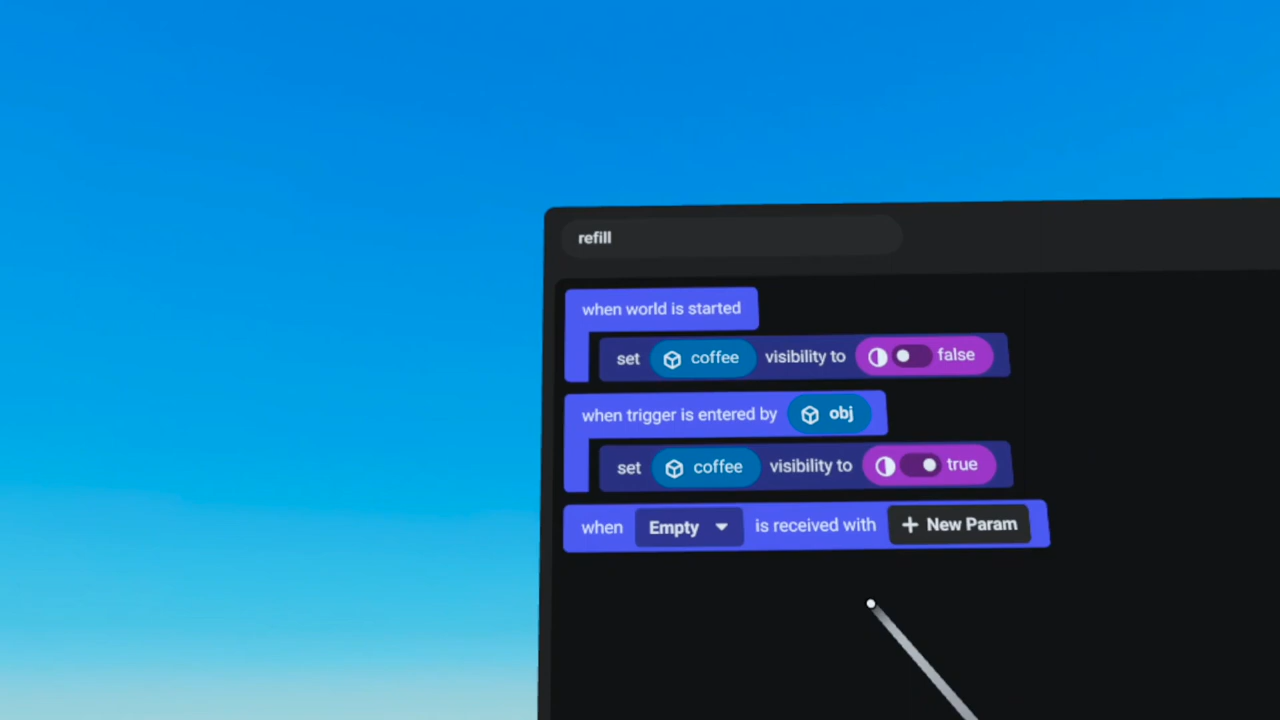 refill
when world is started
set coffee visibility to false
when trigger is entered by obj
set coffee visibility to true
when Empty is received with + New Param